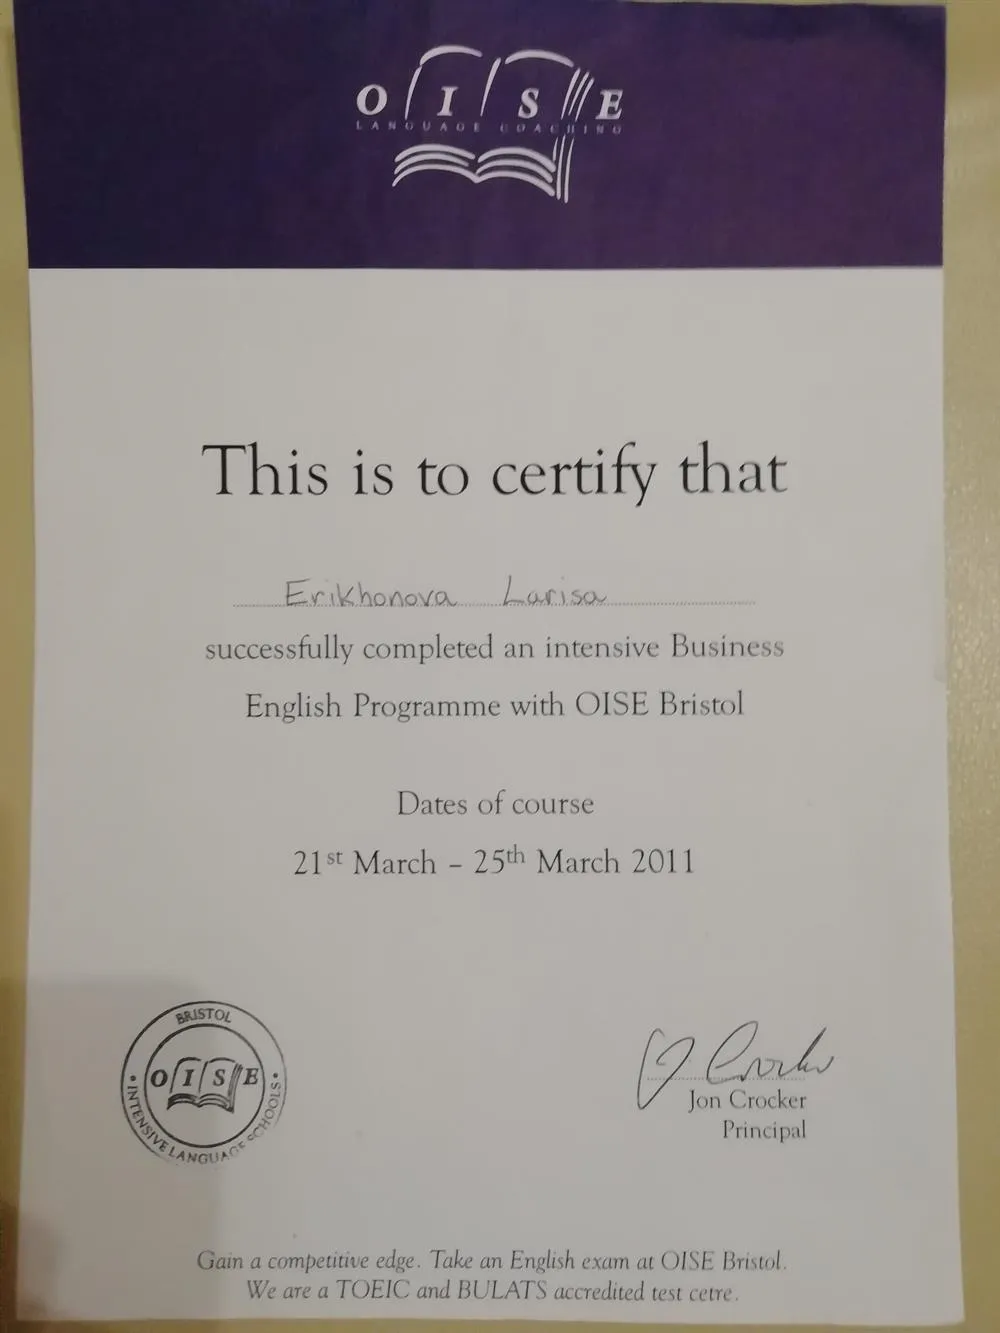 OISE
LANGUAGE COACHING
This is to certify that
Erikhonova Larisa
successfully completed an intensive Business
English Programme with OISE Bristol
Dates of course
21st March – 25th March 2011
BRISTOL
OISE
• INTENSIVE LANGUAGE SCHOOLS •
J Crocker
Jon Crocker
Principal
Gain a competitive edge. Take an English exam at OISE Bristol.
We are a TOEIC and BULATS accredited test cetre.